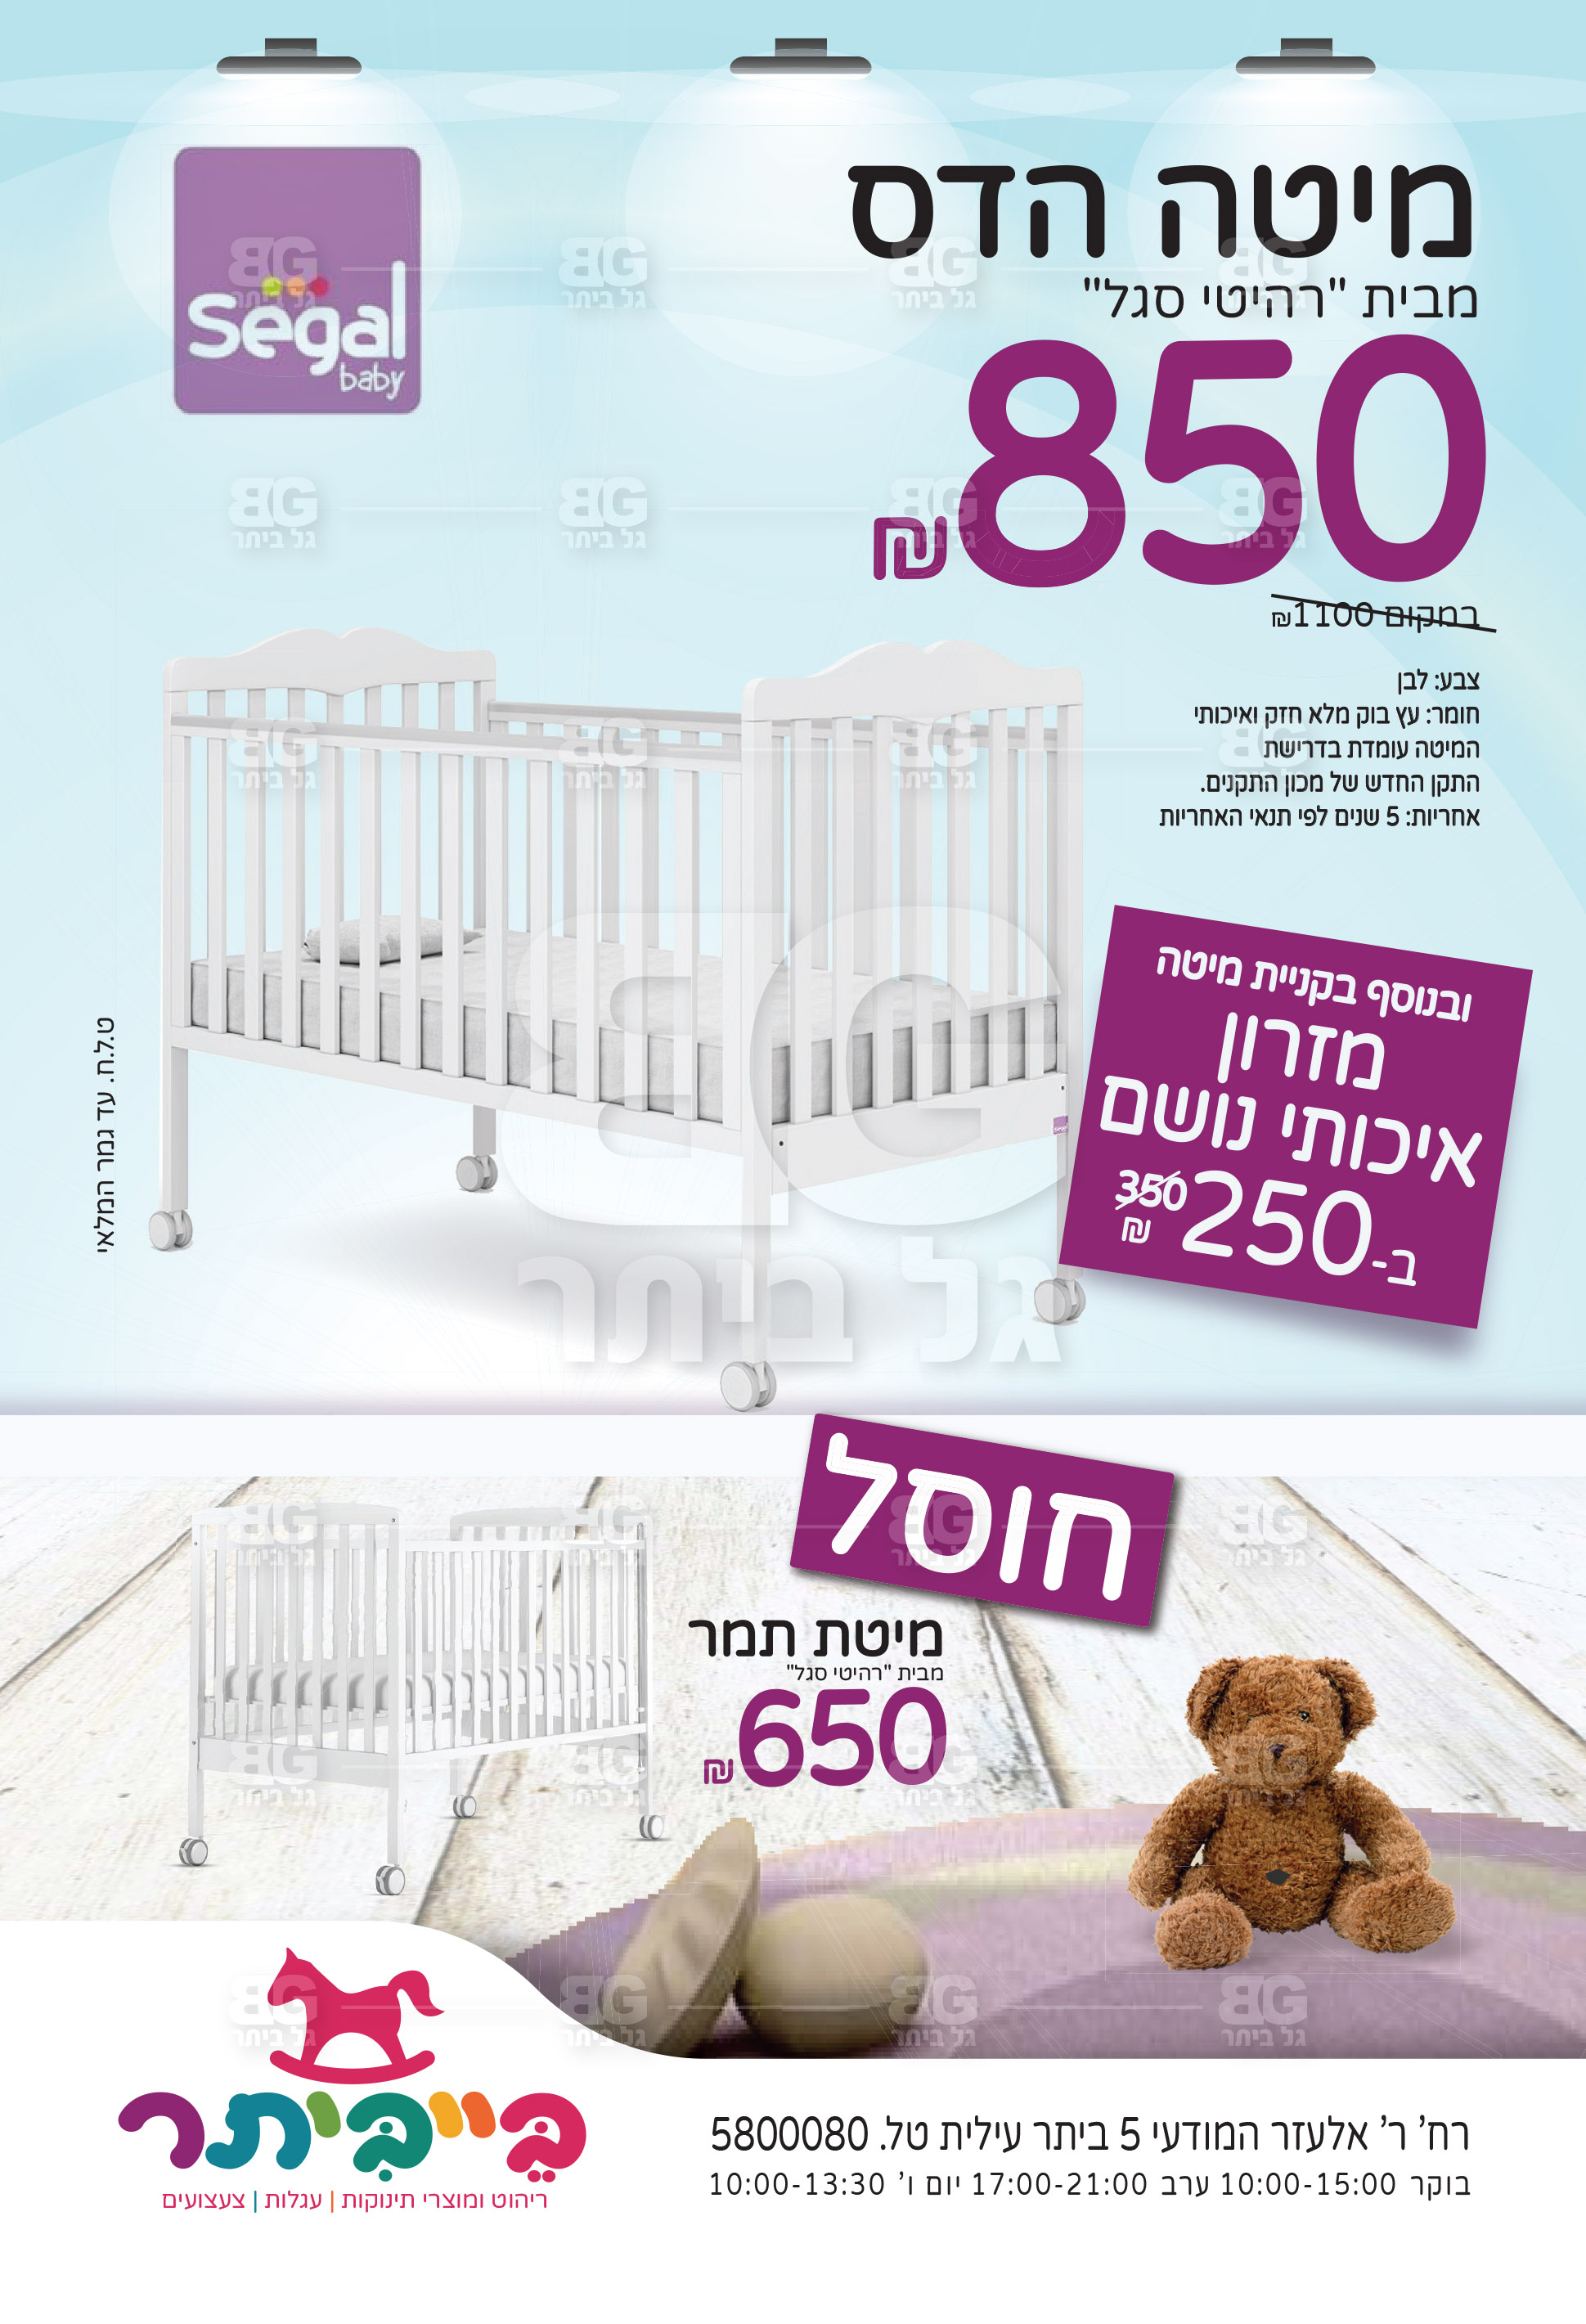 Segal
baby
מיטה הדס
מבית "רהיטי סגל"
850 ₪
במקום 1100 ₪
צבע: לבן
חומר: עץ בוק מלא חזק ואיכותי
המיטה עומדת בדרישת
התקן החדש של מכון התקנים.
אחריות: 5 שנים לפי תנאי האחריות
ובנוסף בקניית מיטה
מזרון
איכותי נושם
ב-250 350 ₪
ט.ל.ח. עד גמר המלאי
segal
חוסל
מיטת תמר
מבית "רהיטי סגל"
650 ₪
בייביתר
ריהוט ומוצרי תינוקות | עגלות | צעצועים
רח' ר' אלעזר המודעי 5 ביתר עילית טל. 5800080
בוקר 10:00-15:00 ערב 17:00-21:00 יום ו' 10:00-13:30
BG
גל ביתר